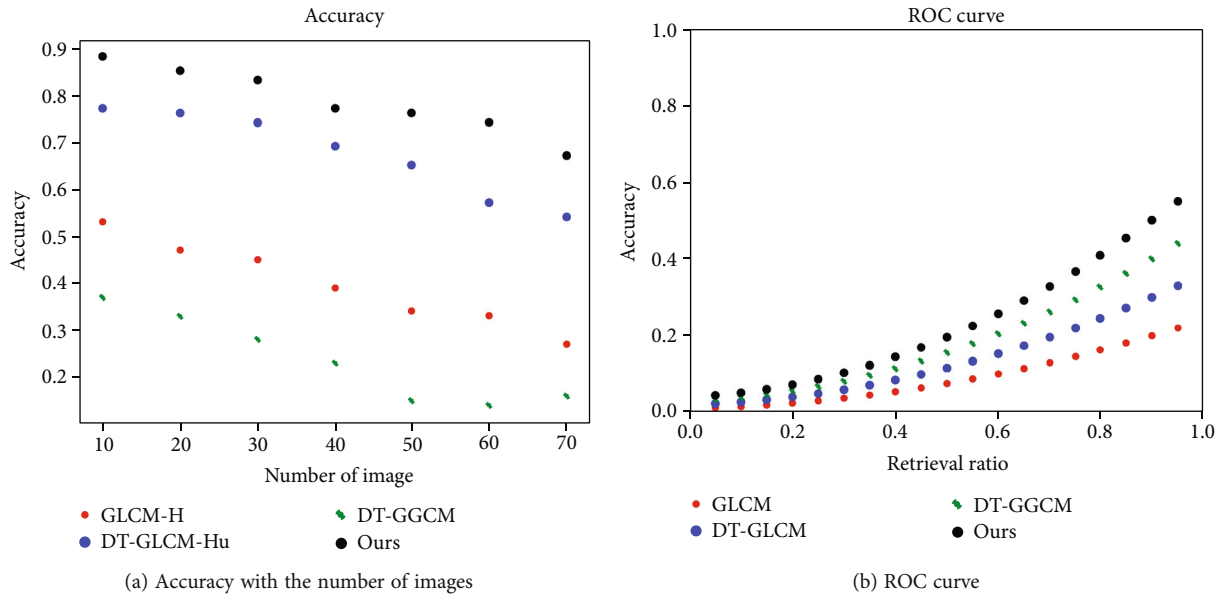 Accuracy
0.9
0.8
0.7
0.6
0.5
0.4
0.3
0.2
Accuracy
10 20 30 40 50 60 70
Number of image
GLCM-H
DT-GLCM-Hu
DT-GGCM
Ours
(a) Accuracy with the number of images
ROC curve
1.0
0.8
0.6
0.4
0.2
0.0
Accuracy
0.0 0.2 0.4 0.6 0.8 1.0
Retrieval ratio
GLCM
DT-GLCM
DT-GGCM
Ours
(b) ROC curve